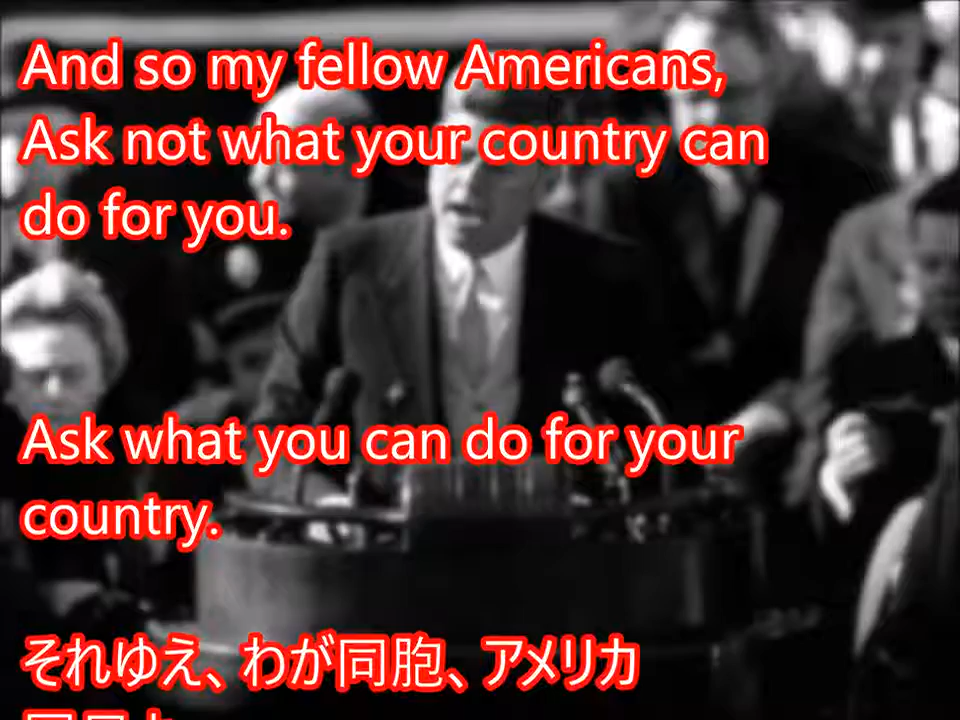 And so my fellow Americans,
Ask not what your country can
do for you.
Ask what you can do for your
country.
それゆえ、わが同胞、アメリカ